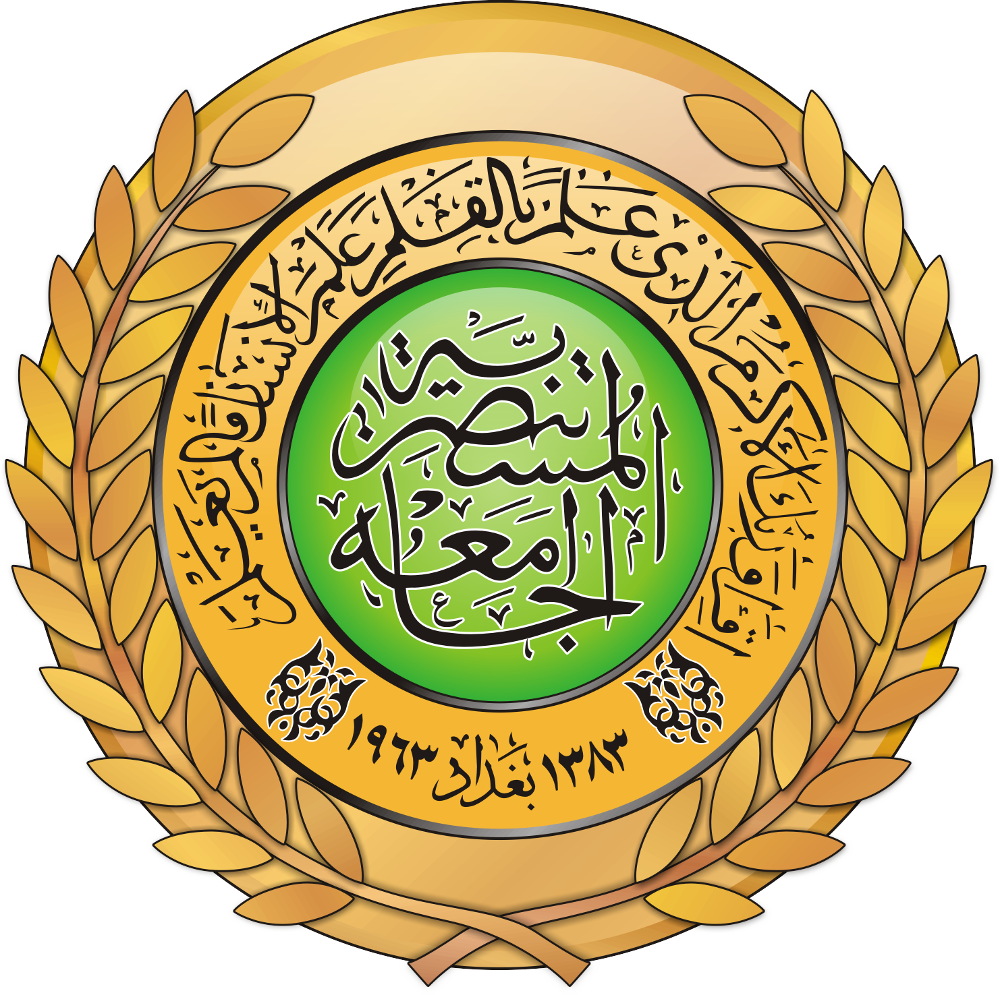 اقرأ وربك الأكرم الذي علم بالقلم علم الإنسان ما لم يعلم
الجامعة
المستنصرية
١٣٨٣ بغداد ١٩٦٣